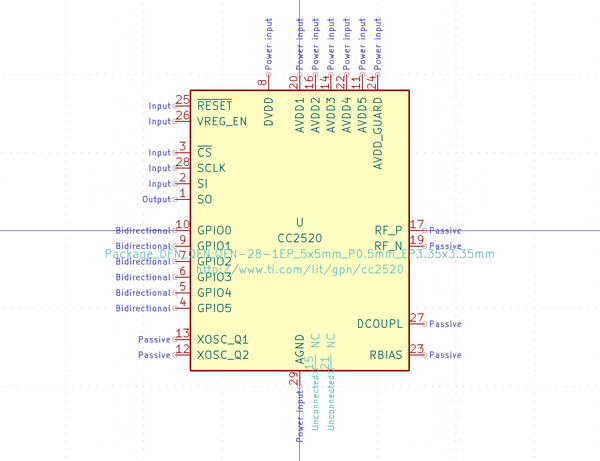 Power input Power input Power input Power input Power input Power input Power input
8 20 16 14 22 11 24
DVDD AVDD1 AVDD2 AVDD3 AVDD4 AVDD5 AVDD_GUARD
Input 25 RESET
Input 26 VREG_EN
Input 3 CS
Input 28 SCLK
Input 2 SI
Output 1 SO
U
CC2520
Bidirectional 10 GPIO0 RF_P 17 Passive
Bidirectional 9 GPIO1 RF_N 19 Passive
Package_DFN_QFN:QFN-28-1EP_5x5mm_P0.5mm_EP3.35x3.35mm
Bidirectional 7 GPIO2
http://www.ti.com/lit/gpn/cc2520
Bidirectional 6 GPIO3
Bidirectional 5 GPIO4
Bidirectional 4 GPIO5
DCOUPL 27 Passive
Passive 13 XOSC_Q1
Passive 12 XOSC_Q2 RBIAS 23 Passive
AGND NC NC
29 15 21
Power input Unconnected Unconnected